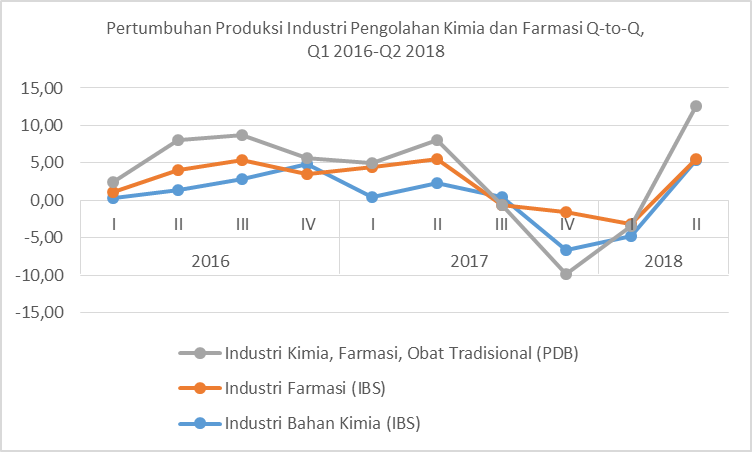 Pertumbuhan Produksi Industri Pengolahan Kimia dan Farmasi Q-to-Q,
Q1 2016-Q2 2018
15,00
10,00
5,00
0,00
-5,00
-10,00
-15,00
I II III IV I II III IV I II
2016 2017 2018
Industri Kimia, Farmasi, Obat Tradisional (PDB)
Industri Farmasi (IBS)
Industri Bahan Kimia (IBS)